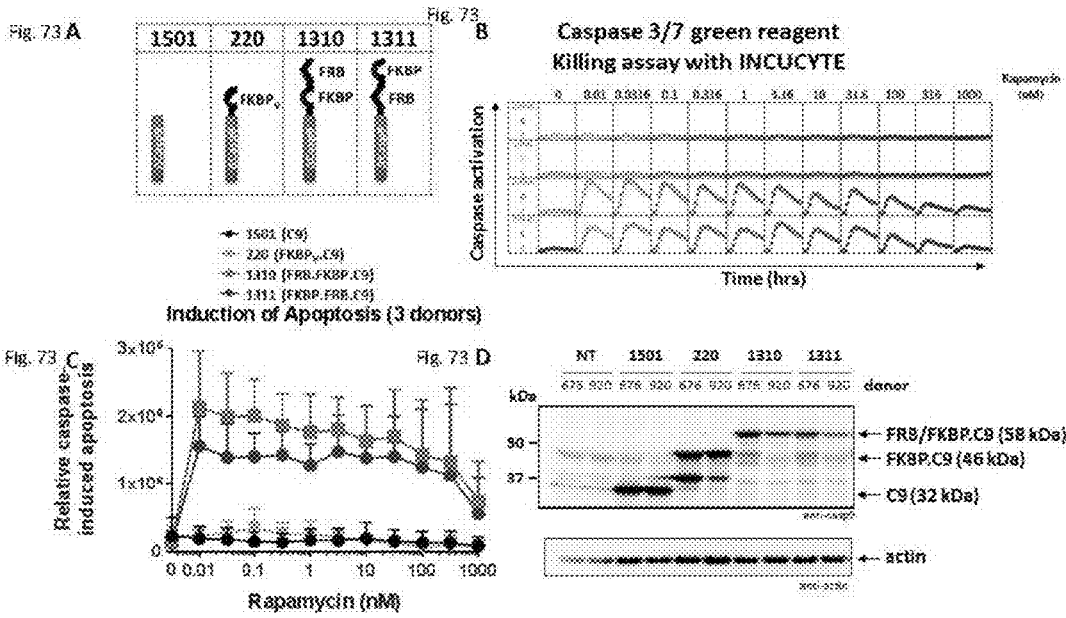 Fig. 73 A
1501 220 1310 1311
FRB FKBP
FKBPv FKBP FRB
1501 (C9)
220 (FKBPv.C9)
1310 (FRB.FKBP.C9)
1311 (FKBP.FRB.C9)
Fig. 73
B
Caspase 3/7 green reagent
Killing assay with INCUCYTE
Rapamycin
(nM)
0 0.01 0.0316 0.1 0.316 1 3.16 10 31.6 100 316 1000
Caspase activation
Time (hrs)
Fig. 73 C
Induction of Apoptosis (3 donors)
Relative caspase-
induced apoptosis
3x10⁶
2x10⁶
1x10⁶
0
0 0.01 0.1 1 10 100 1000
Rapamycin (nM)
Fig. 73 D
NT 1501 220 1310 1311
676 920 676 920 676 920 676 920 676 920 donor
kDa
50
37
FRB/FKBP.C9 (58 kDa)
FKBP.C9 (46 kDa)
C9 (32 kDa)
anti-casp9
actin
anti-actin